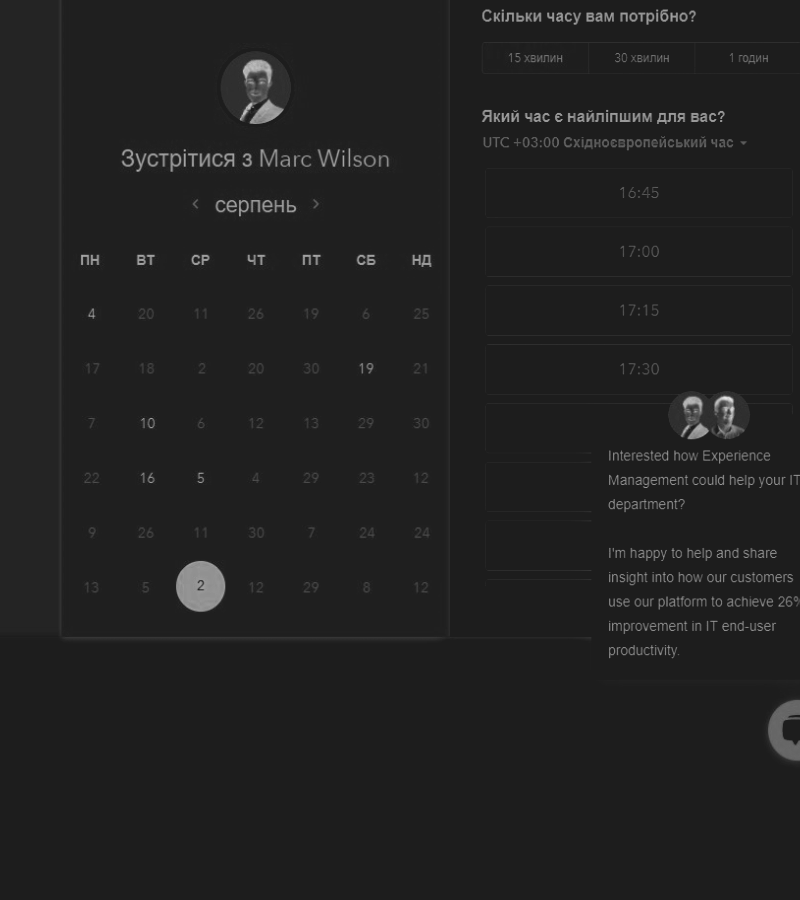 Зустрітися з Marc Wilson
серпень
ПН ВТ СР ЧТ ПТ СБ НД
4 20 11 26 19 6 25
17 18 2 20 30 19 21
7 10 6 12 13 29 30
22 16 5 4 29 23 12
9 26 11 30 7 24 24
13 5 2 12 29 8 12
Скільки часу вам потрібно?
15 хвилин 30 хвилин 1 годин
Який час є найліпшим для вас?
UTC +03:00 Східноєвропейський час
16:45
17:00
17:15
17:30
Interested how Experience
Management could help your IT
department?
I'm happy to help and share
insight into how our customers
use our platform to achieve 26%
improvement in IT end-user
productivity.